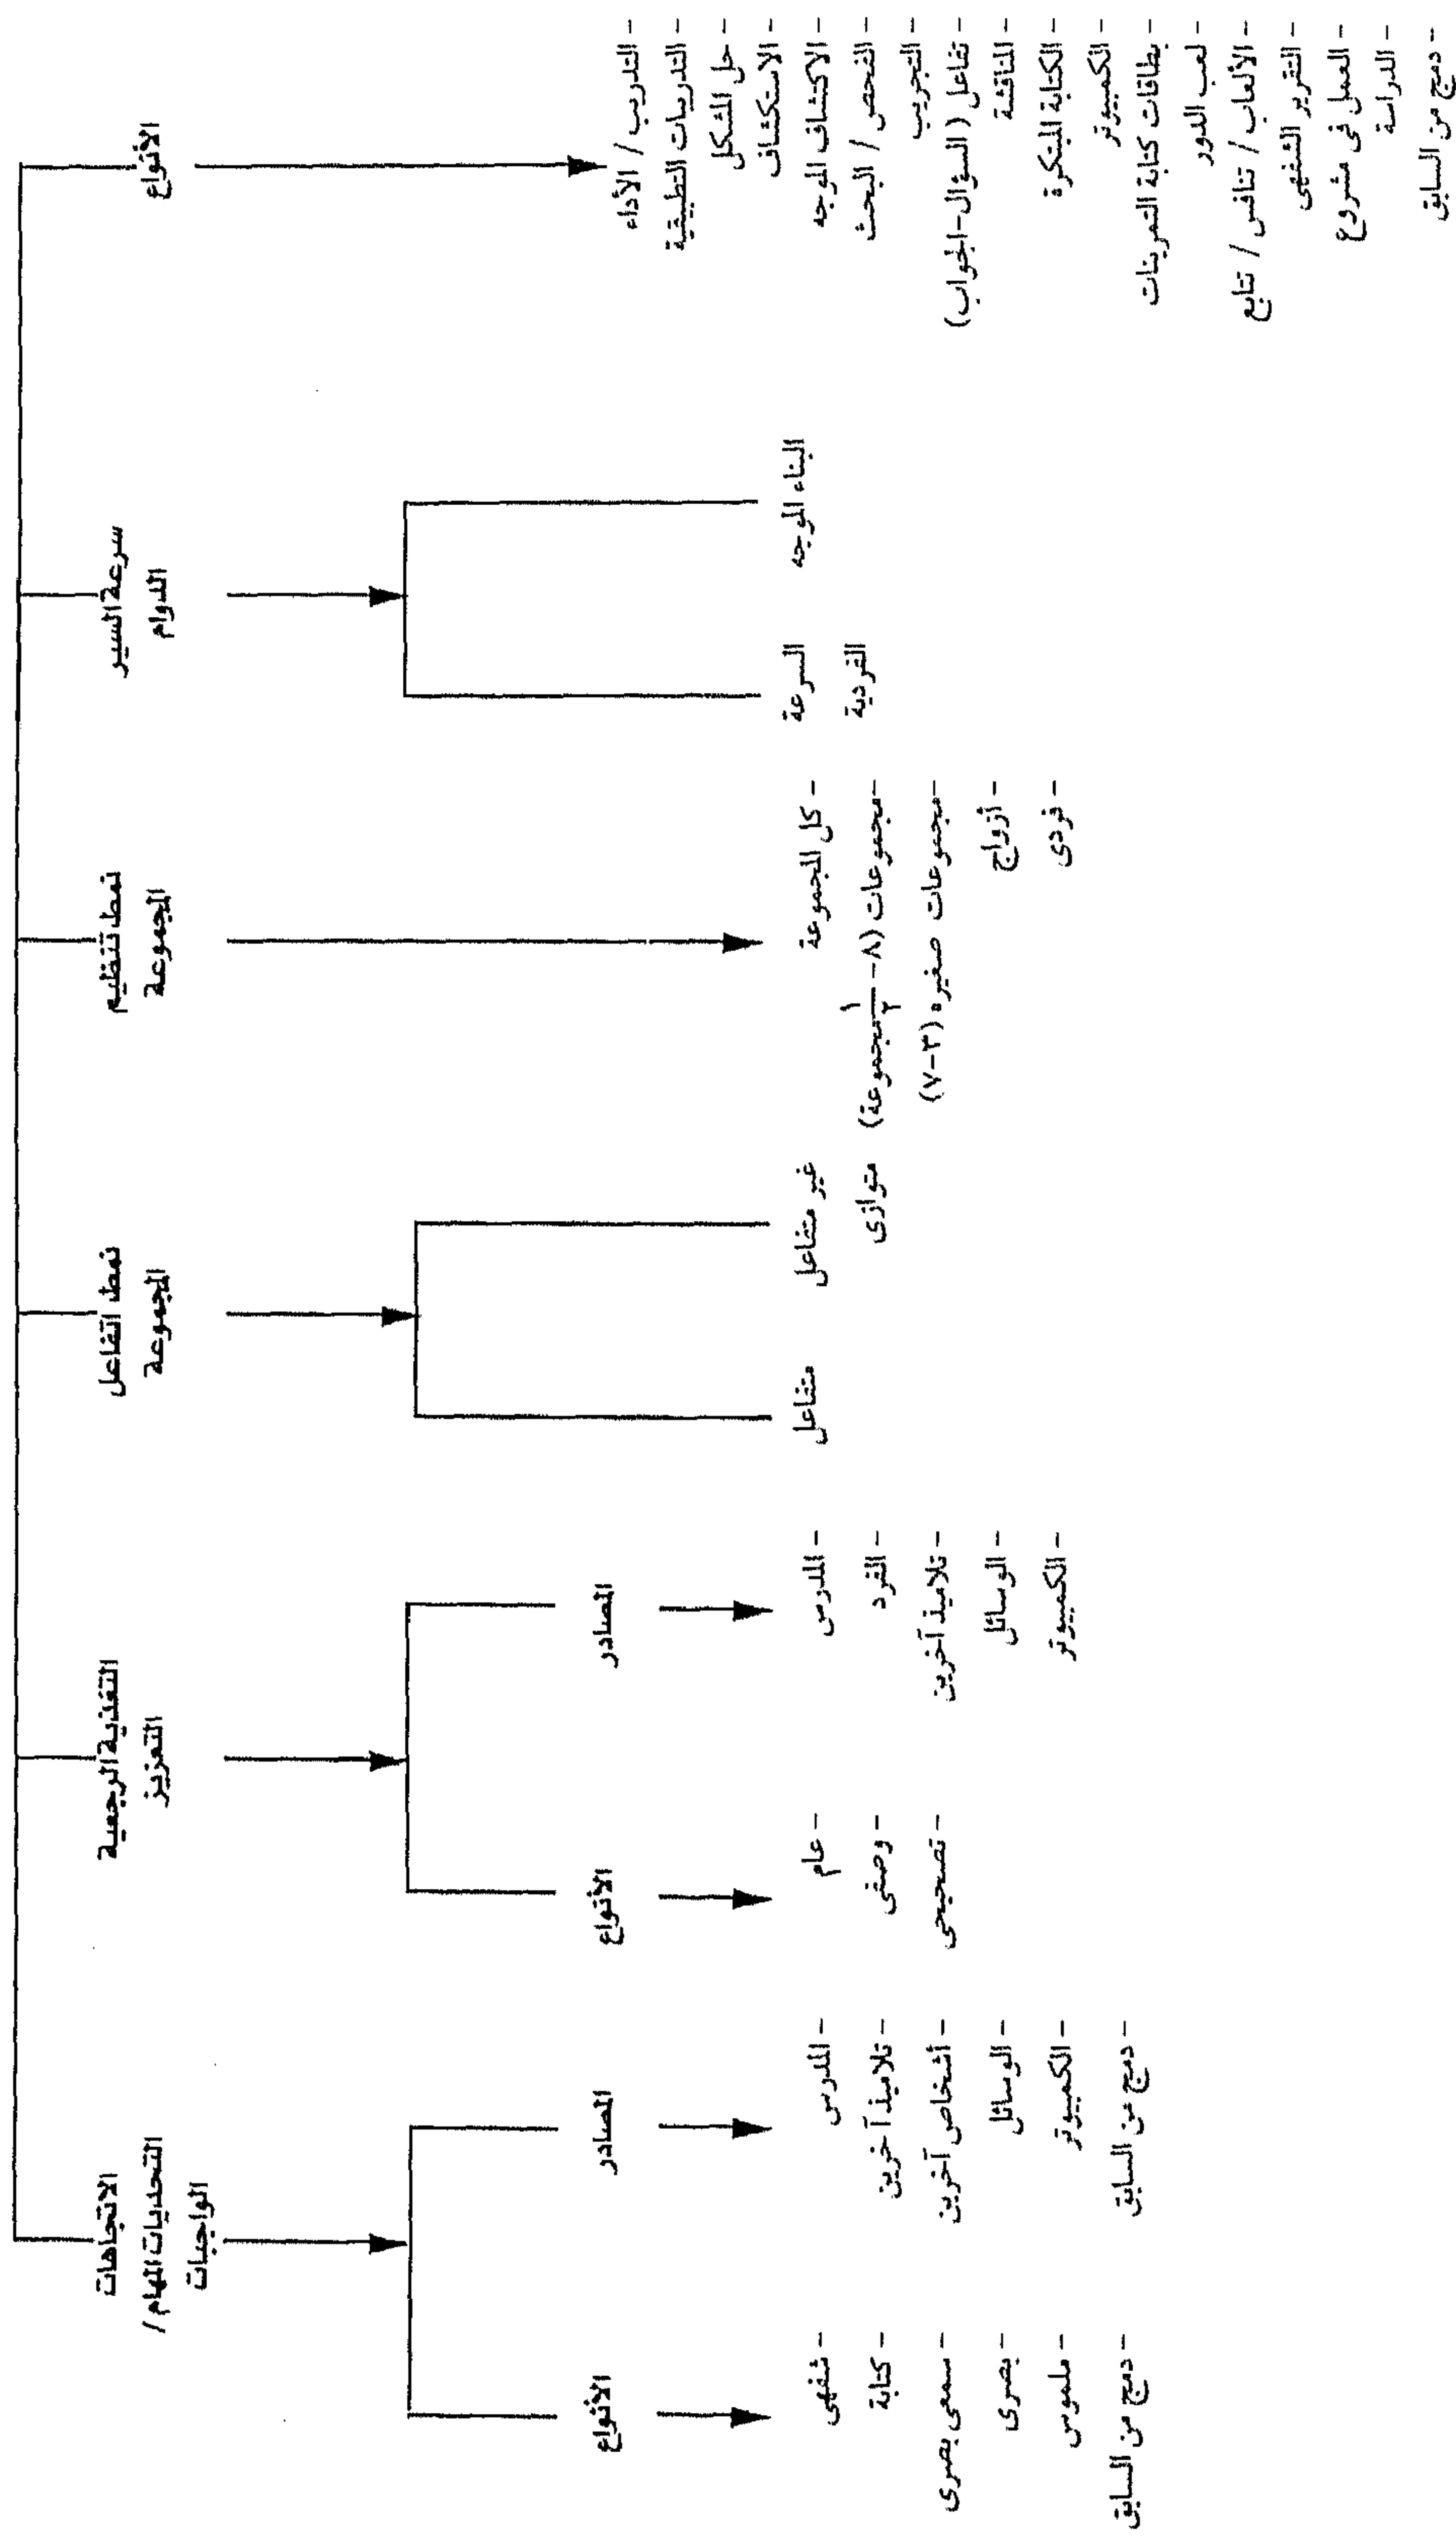 الأنواع
سرعة السير
الدوام
نمط تنظيم
المجموعة
نمط التفاعل
المجموعة
التغذية الرجعية
التعزيز
الاتجاهات
التحديات المهام /
الواجبات
- التدريب / الأداء
- التدريبات التطبيقية
- حل المشكل
- الاستكشاف
- الاكتشاف الموجه
- الفحص / البحث
- التجريب
- تفاعل ( السؤال-الجواب)
- المناقشة
- الكتابة المبتكرة
- الكمبيوتر
- بطاقات كتابة التمرينات
- لعب الدور
- الألعاب / تنافس / تتابع
- التقرير الشفهى
- العمل فى مشروع
- الدراسة
- دمج من السابق
البناء الموجه
السرعة
الفردية
- كل المجموعة
- مجموعات (٨- ١/٢ مجموعة)
- مجموعات صغيره (٣-٧)
- أزواج
- فردى
غير متفاعل
متوازى
متفاعل
المصادر
- المدرس
- الفرد
- تلاميذ آخرين
- الوسائل
- الكمبيوتر
الأنواع
- عام
- وصفى
- تصحيحى
المصادر
- المدرس
- تلاميذ آخرين
- أشخاص آخرين
- الوسائل
- الكمبيوتر
- دمج من السابق
الأنواع
- شفهى
- كتابة
- سمعى بصرى
- بصرى
- ملموس
- دمج من السابق